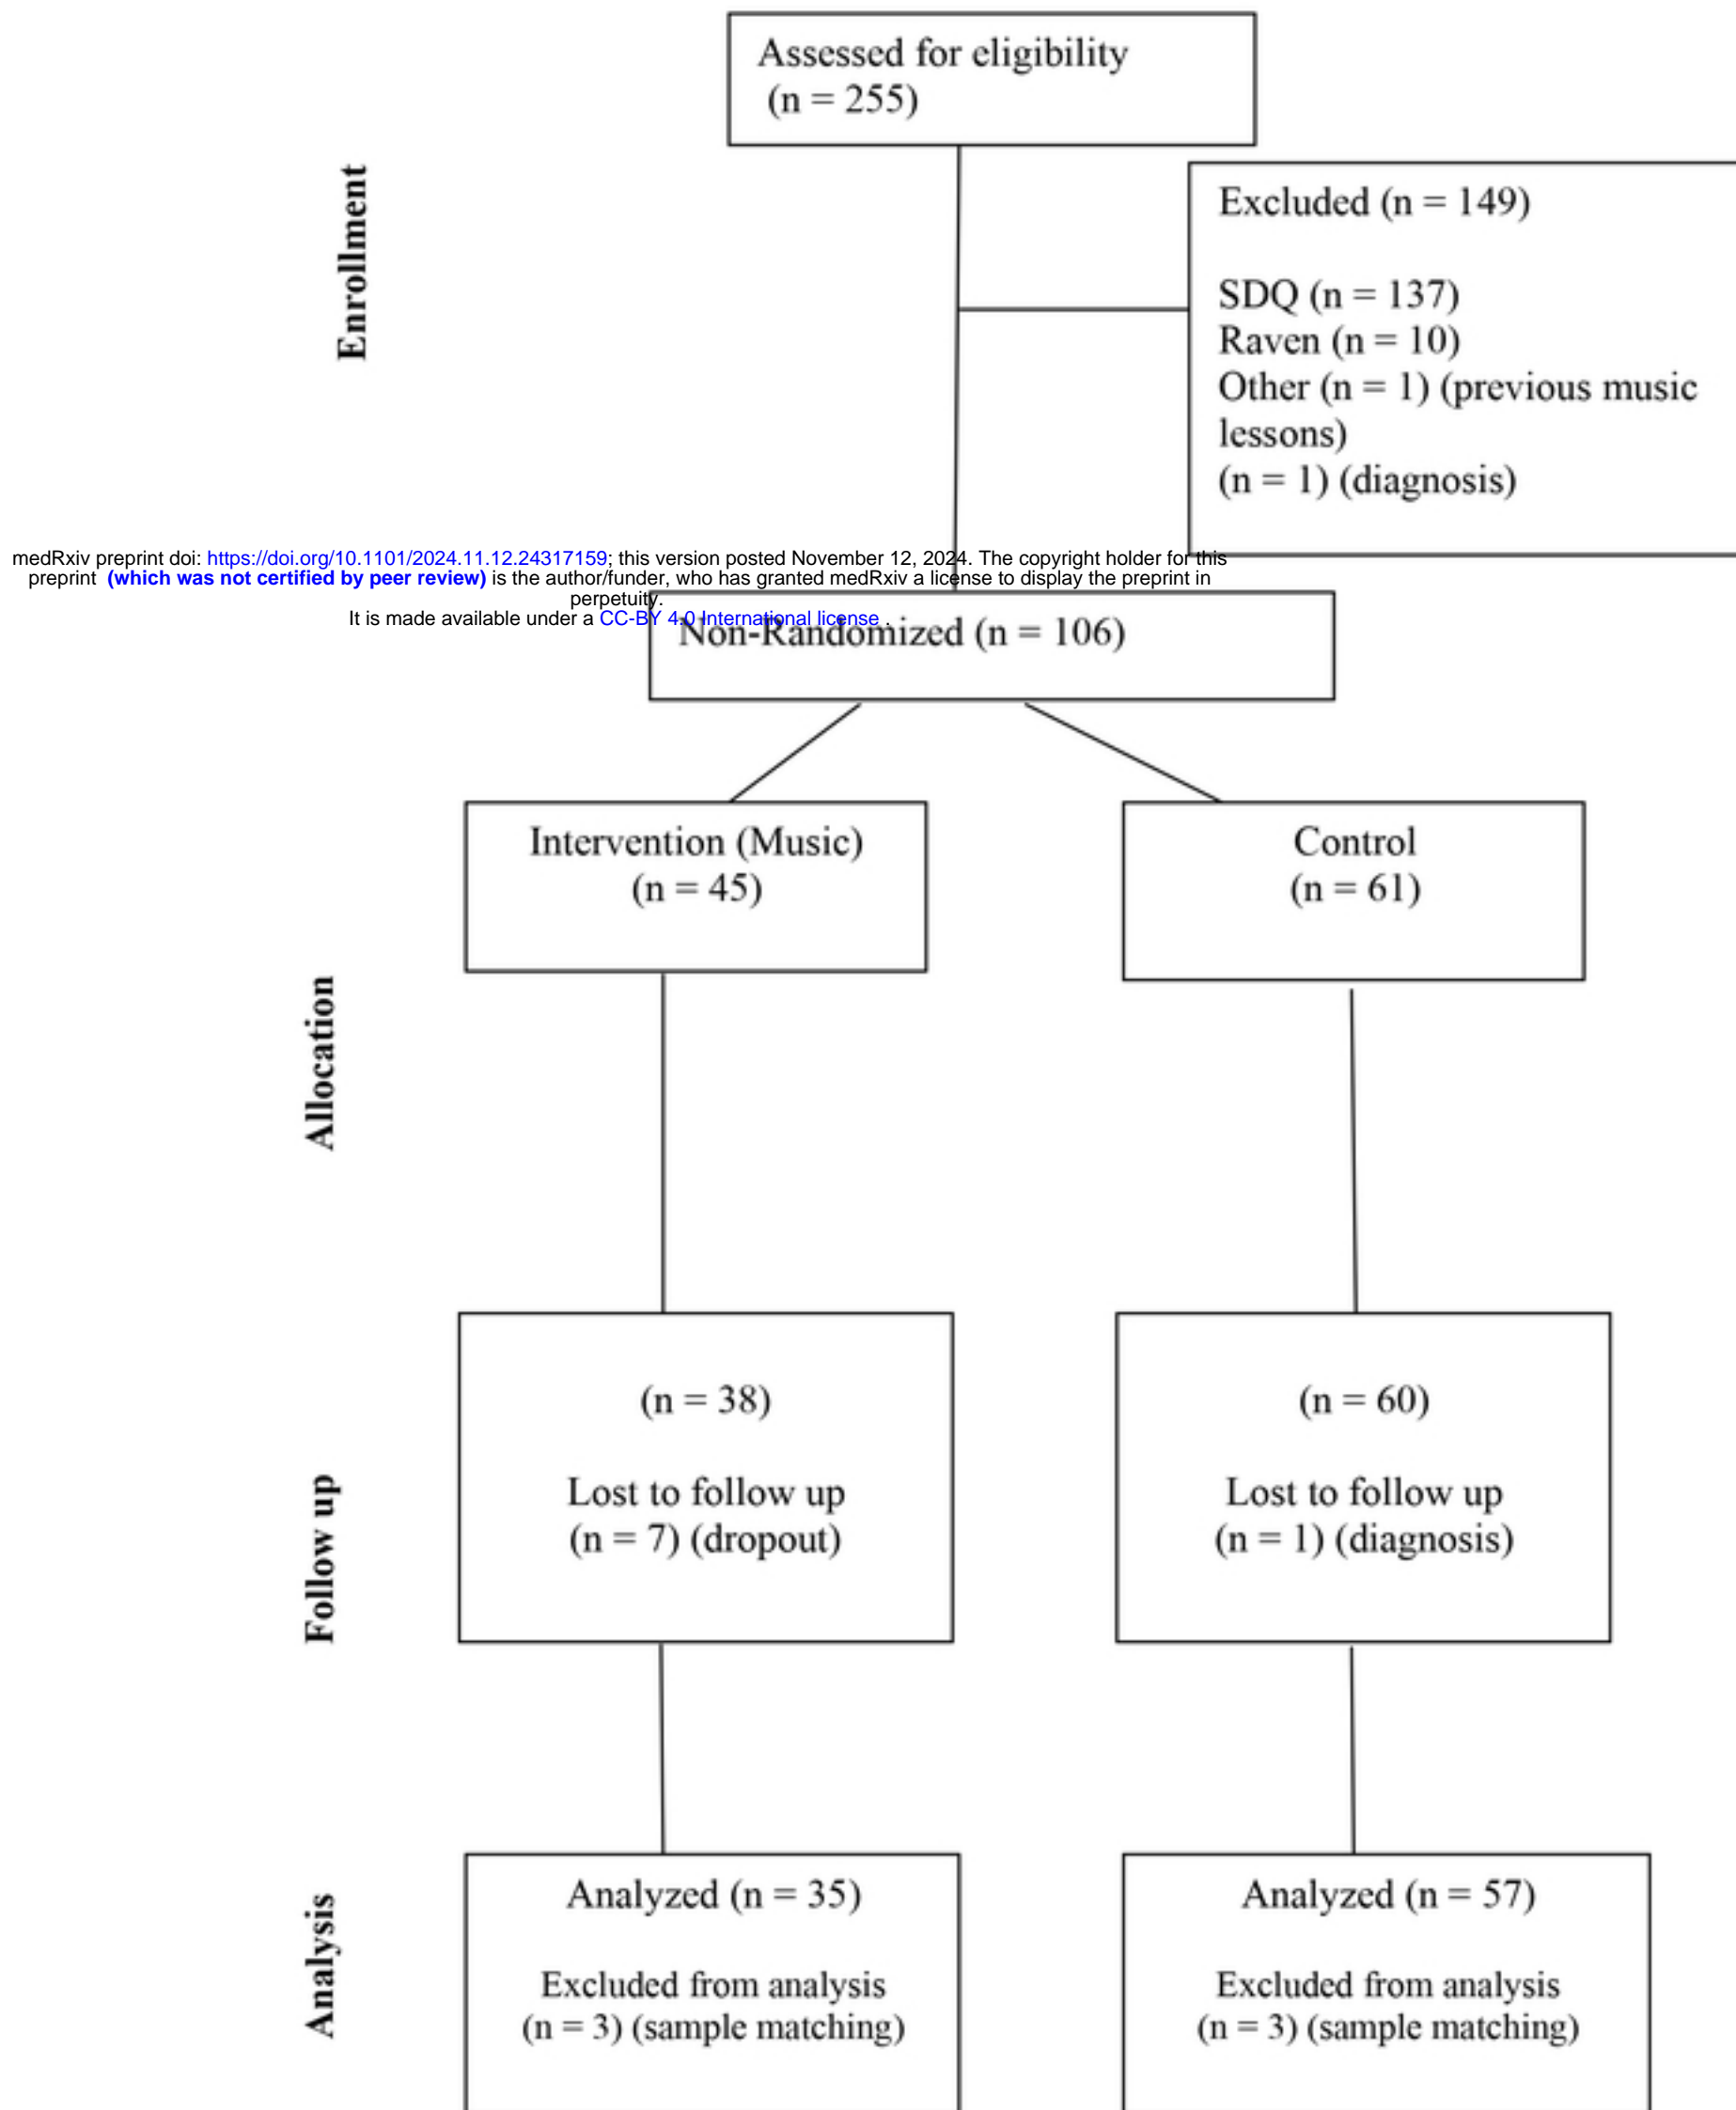 Assessed for eligibility
(n = 255)
Enrollment
Excluded (n = 149)
SDQ (n = 137)
Raven (n = 10)
Other (n = 1) (previous music
lessons)
(n = 1) (diagnosis)
medRxiv preprint doi: https://doi.org/10.1101/2024.11.12.24317159; this version posted November 12, 2024. The copyright holder for this
preprint (which was not certified by peer review) is the author/funder, who has granted medRxiv a license to display the preprint in
perpetuity.
It is made available under a CC-BY 4.0 International license .
Non-Randomized (n = 106)
Intervention (Music)
(n = 45)
Control
(n = 61)
Allocation
(n = 38)
Lost to follow up
(n = 7) (dropout)
(n = 60)
Lost to follow up
(n = 1) (diagnosis)
Follow up
Analyzed (n = 35)
Excluded from analysis
(n = 3) (sample matching)
Analyzed (n = 57)
Excluded from analysis
(n = 3) (sample matching)
Analysis